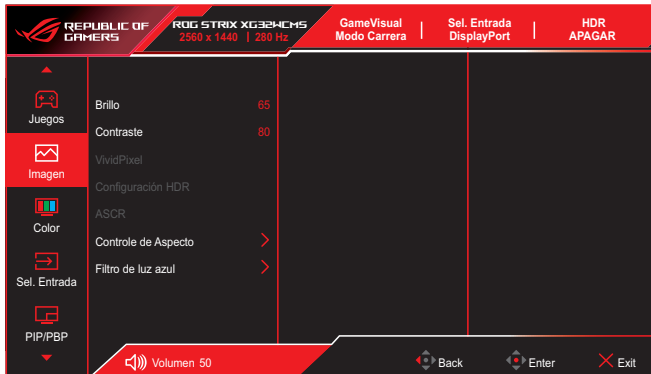 REPUBLIC OF
GAMERS
ROG STRIX XG32WCMS
2560 x 1440 | 280 Hz
GameVisual
Modo Carrera
Sel. Entrada
DisplayPort
HDR
APAGAR
Juegos
Imagen
Color
Sel. Entrada
PIP/PBP
Brillo 65
Contraste 80
VividPixel
Configuración HDR
ASCR
Controle de Aspecto
Filtro de luz azul
Volumen 50
Back
Enter
Exit